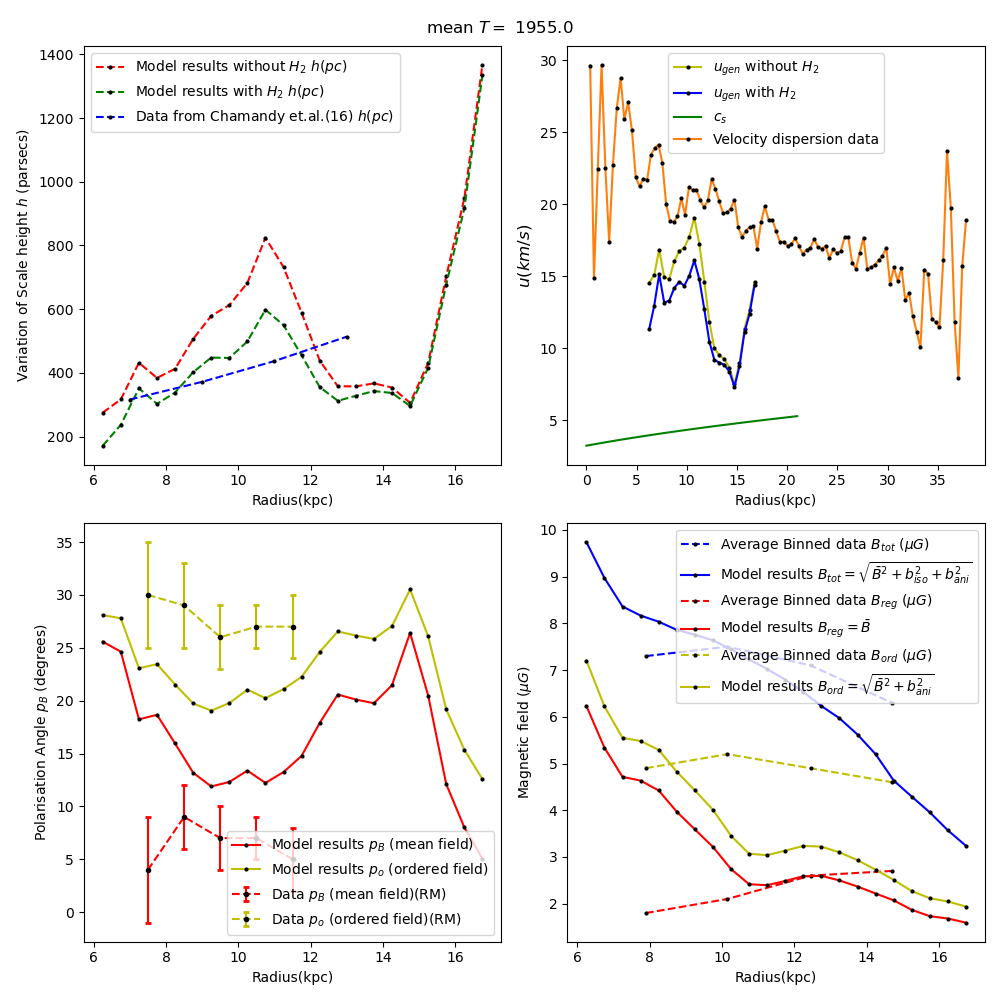 mean T = 1955.0
Variation of Scale height h (parsecs)
1400
1200
1000
800
600
400
200
Model results without H₂ h(pc)
Model results with H₂ h(pc)
Data from Chamandy et.al.(16) h(pc)
6 8 10 12 14 16
Radius(kpc)
u(km/s)
30
25
20
15
10
5
u_gen without H₂
u_gen with H₂
c_s
Velocity dispersion data
0 5 10 15 20 25 30 35
Radius(kpc)
Polarisation Angle p_B (degrees)
35
30
25
20
15
10
5
0
Model results p_B (mean field)
Model results p_o (ordered field)
Data p_B (mean field)(RM)
Data p_o (ordered field)(RM)
6 8 10 12 14 16
Radius(kpc)
Magnetic field (μG)
10
9
8
7
6
5
4
3
2
Average Binned data B_tot (μG)
Model results B_tot = √(B̄² + b²_iso + b²_ani)
Average Binned data B_reg (μG)
Model results B_reg = B̄
Average Binned data B_ord (μG)
Model results B_ord = √(B̄² + b²_ani)
6 8 10 12 14 16
Radius(kpc)